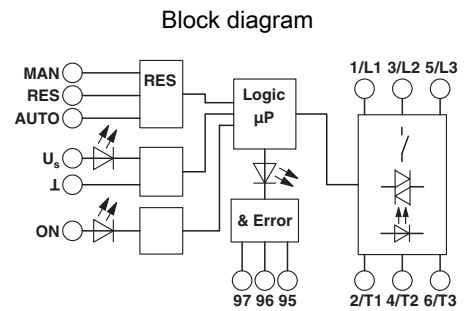 Block diagram
1/L1 3/L2 5/L3
MAN
RES
AUTO
RES
Logic
µP
Us
⊥
ON
& Error
97 96 95
2/T1 4/T2 6/T3